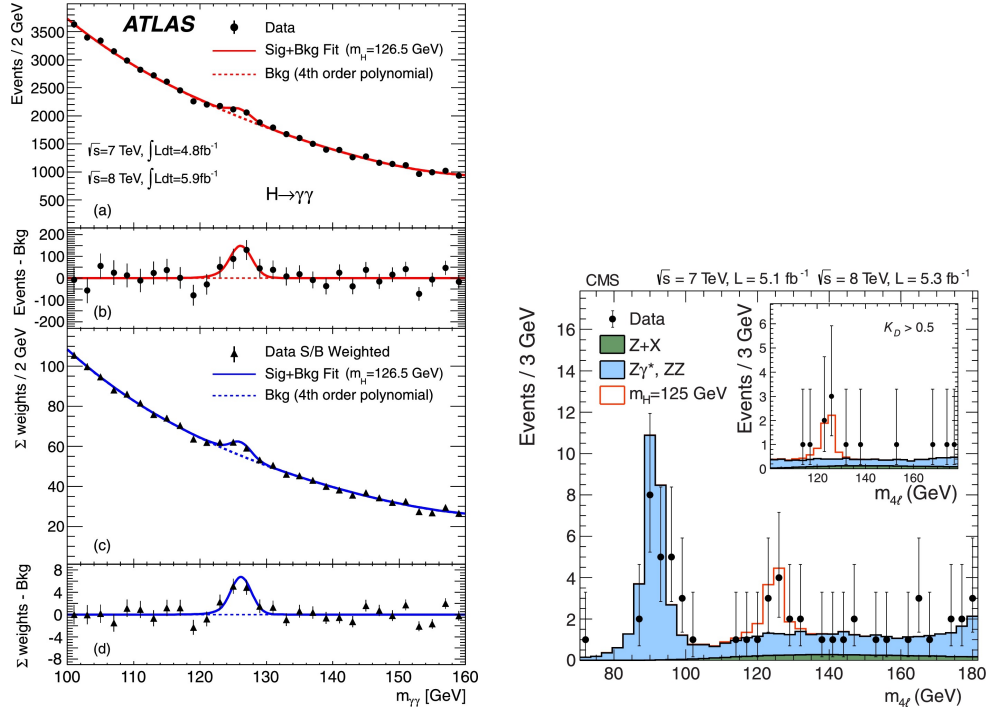 ATLAS
Data
Sig+Bkg Fit (m_H=126.5 GeV)
Bkg (4th order polynomial)
Events / 2 GeV
3500
3000
2500
2000
1500
1000
500
√s=7 TeV, ∫Ldt=4.8fb⁻¹
√s=8 TeV, ∫Ldt=5.9fb⁻¹
H→γγ
(a)
Events - Bkg
200
100
0
-100
-200
(b)
Σ weights / 2 GeV
100
80
60
40
20
Data S/B Weighted
Sig+Bkg Fit (m_H=126.5 GeV)
Bkg (4th order polynomial)
(c)
Σ weights - Bkg
8
4
0
-4
-8
(d)
100 110 120 130 140 150 160
m_γγ [GeV]
CMS √s = 7 TeV, L = 5.1 fb⁻¹ √s = 8 TeV, L = 5.3 fb⁻¹
Events / 3 GeV
16
14
12
10
8
6
4
2
0
Data
Z+X
Zγ*, ZZ
m_H=125 GeV
80 100 120 140 160 180
m_4ℓ (GeV)
Events / 3 GeV
6
5
4
3
2
1
0
K_D > 0.5
120 140 160
m_4ℓ (GeV)